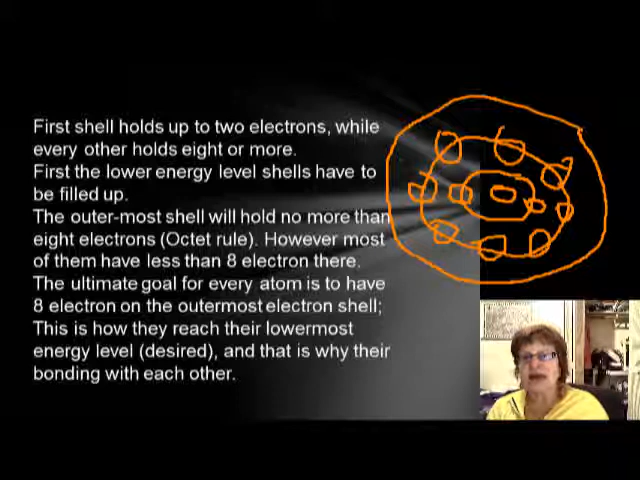 First shell holds up to two electrons, while
every other holds eight or more.
First the lower energy level shells have to
be filled up.
The outer-most shell will hold no more than
eight electrons (Octet rule). However most
of them have less than 8 electron there.
The ultimate goal for every atom is to have
8 electron on the outermost electron shell;
This is how they reach their lowermost
energy level (desired), and that is why their
bonding with each other.